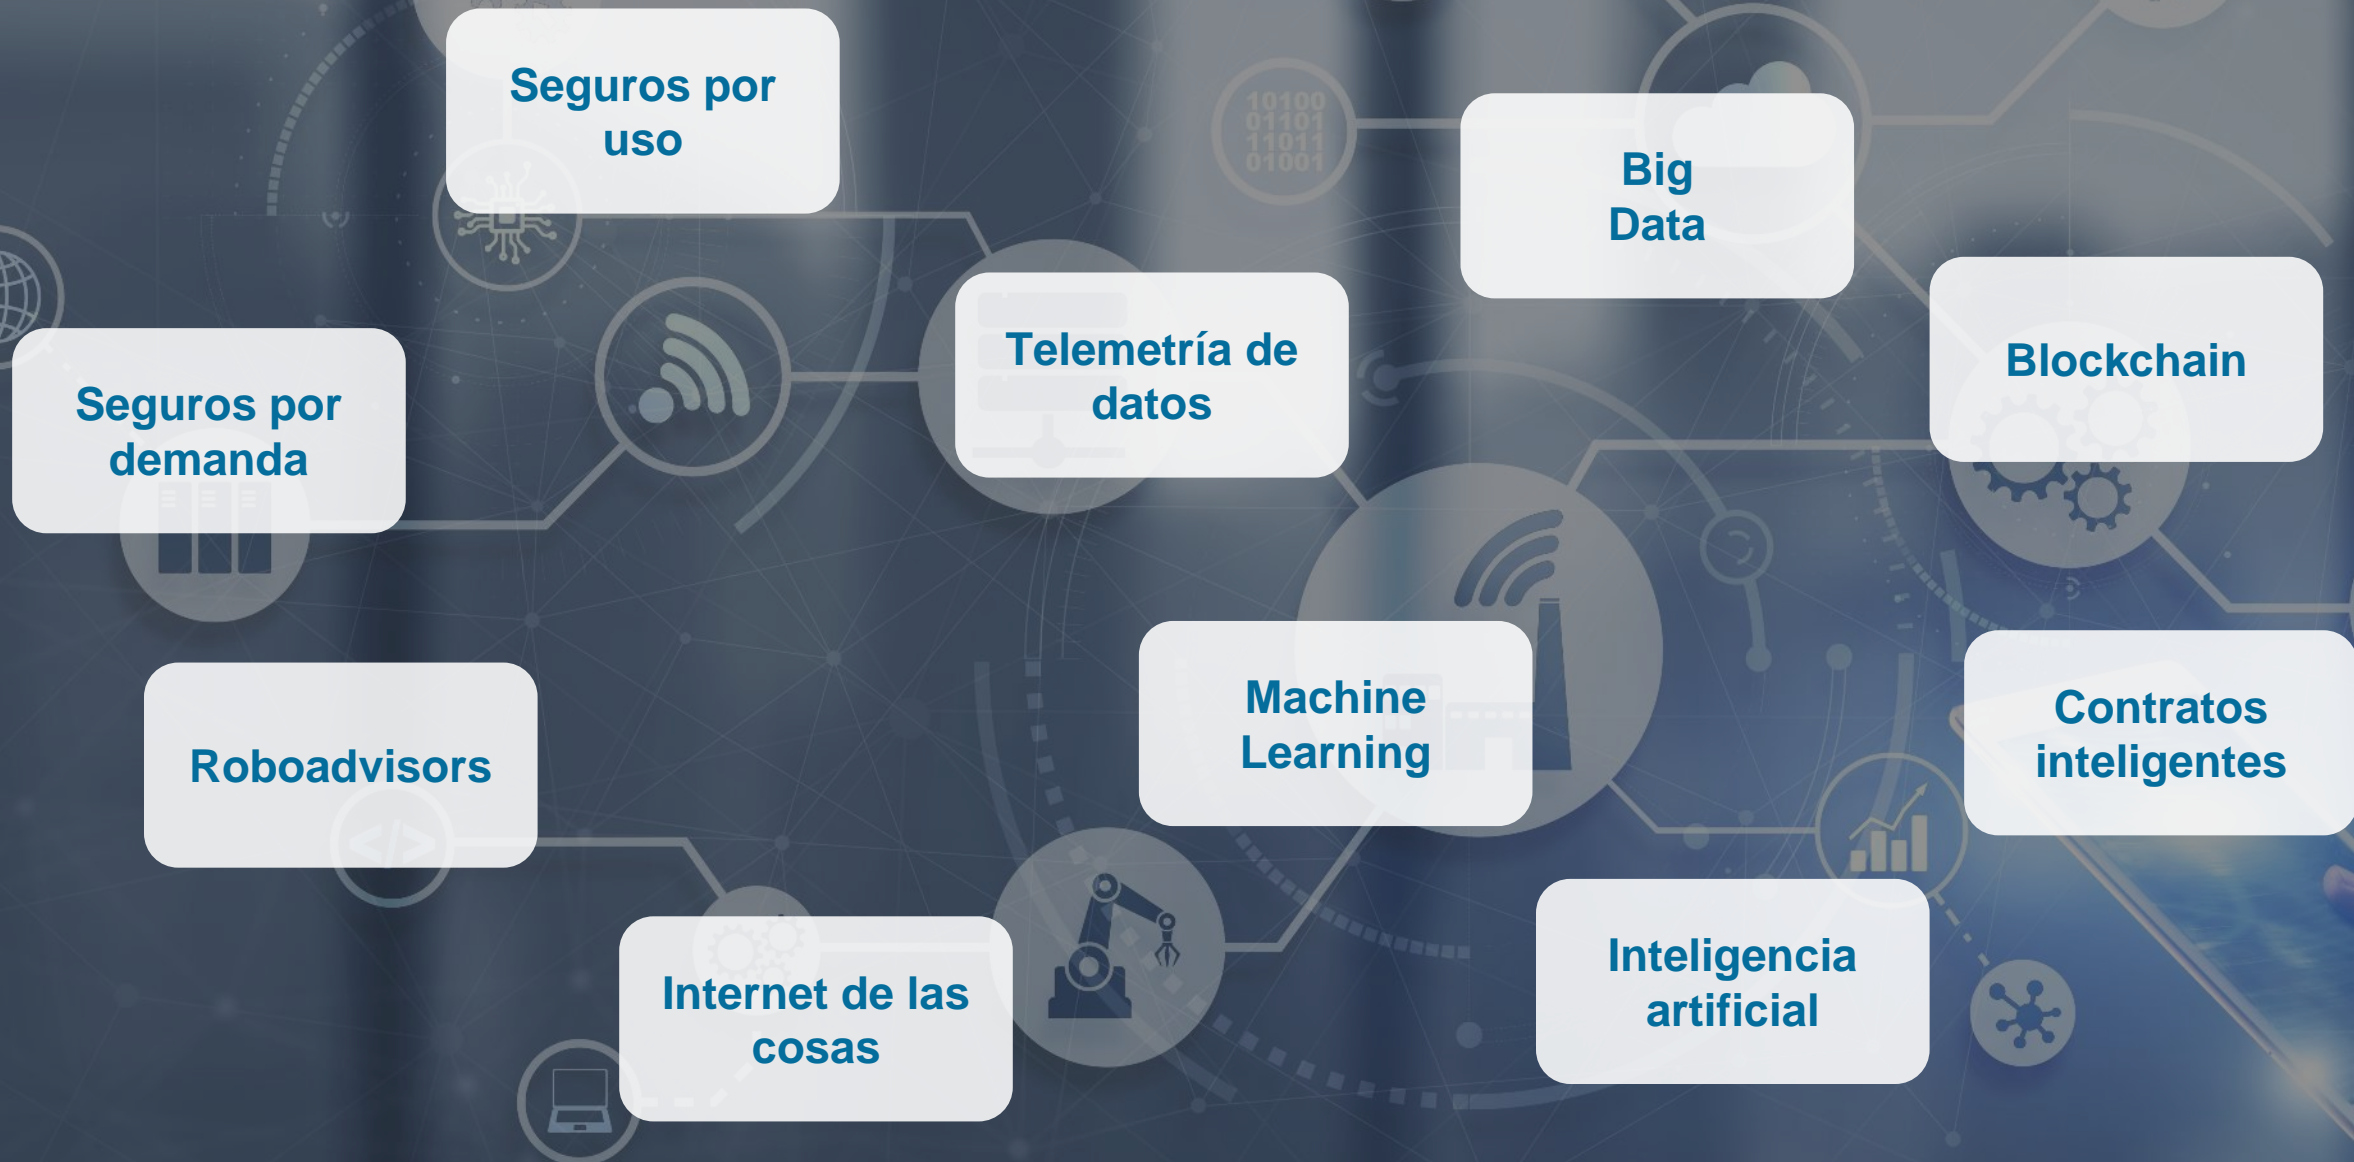 Seguros por
uso
10100
01101
11011
01001
Big
Data
Telemetría de
datos
Blockchain
Seguros por
demanda
Machine
Learning
Contratos
inteligentes
Roboadvisors
</>
Inteligencia
artificial
Internet de las
cosas